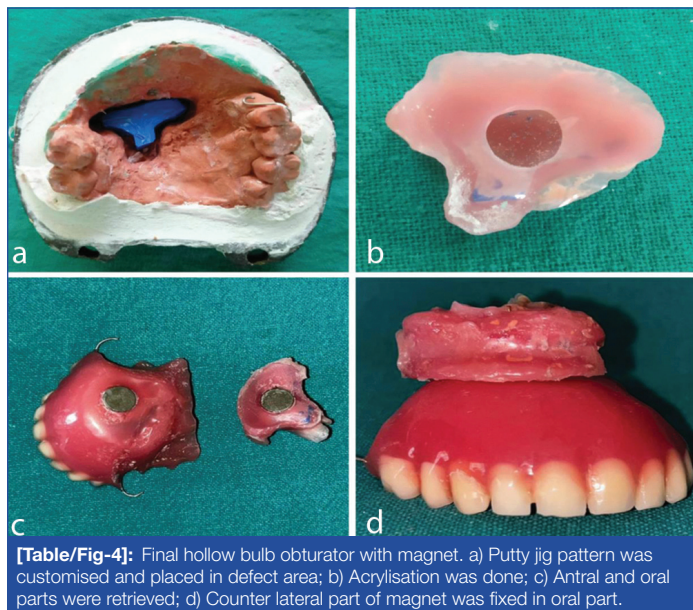 a
b
c
d
[Table/Fig-4]: Final hollow bulb obturator with magnet. a) Putty jig pattern was
customised and placed in defect area; b) Acrylisation was done; c) Antral and oral
parts were retrieved; d) Counter lateral part of magnet was fixed in oral part.